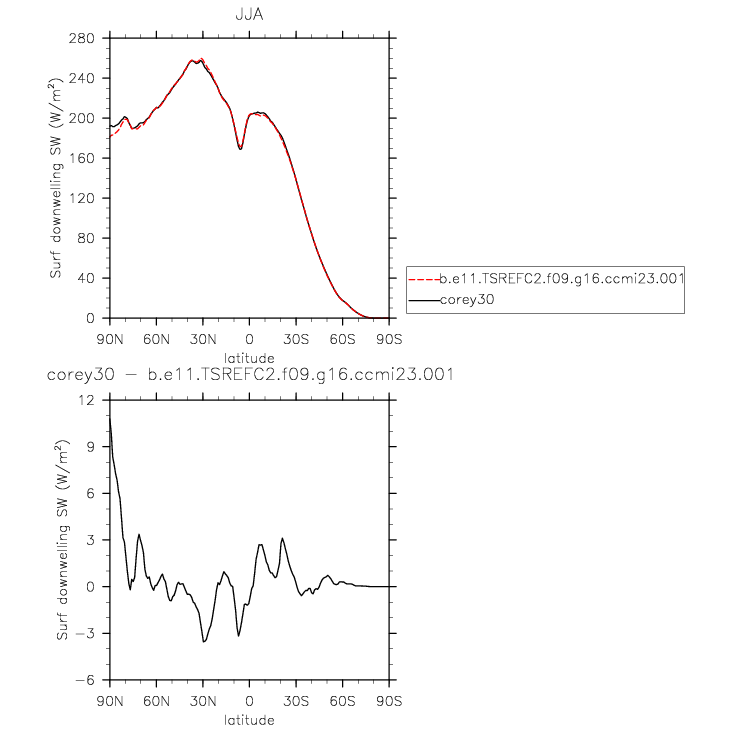 JJA
280
240
200
160
120
80
40
0
Surf downwelling SW (W/m²)
90N 60N 30N 0 30S 60S 90S
latitude
b.e11.TSREFC2.f09.g16.ccmi23.001
corey30
corey30 − b.e11.TSREFC2.f09.g16.ccmi23.001
12
9
6
3
0
−3
−6
Surf downwelling SW (W/m²)
90N 60N 30N 0 30S 60S 90S
latitude